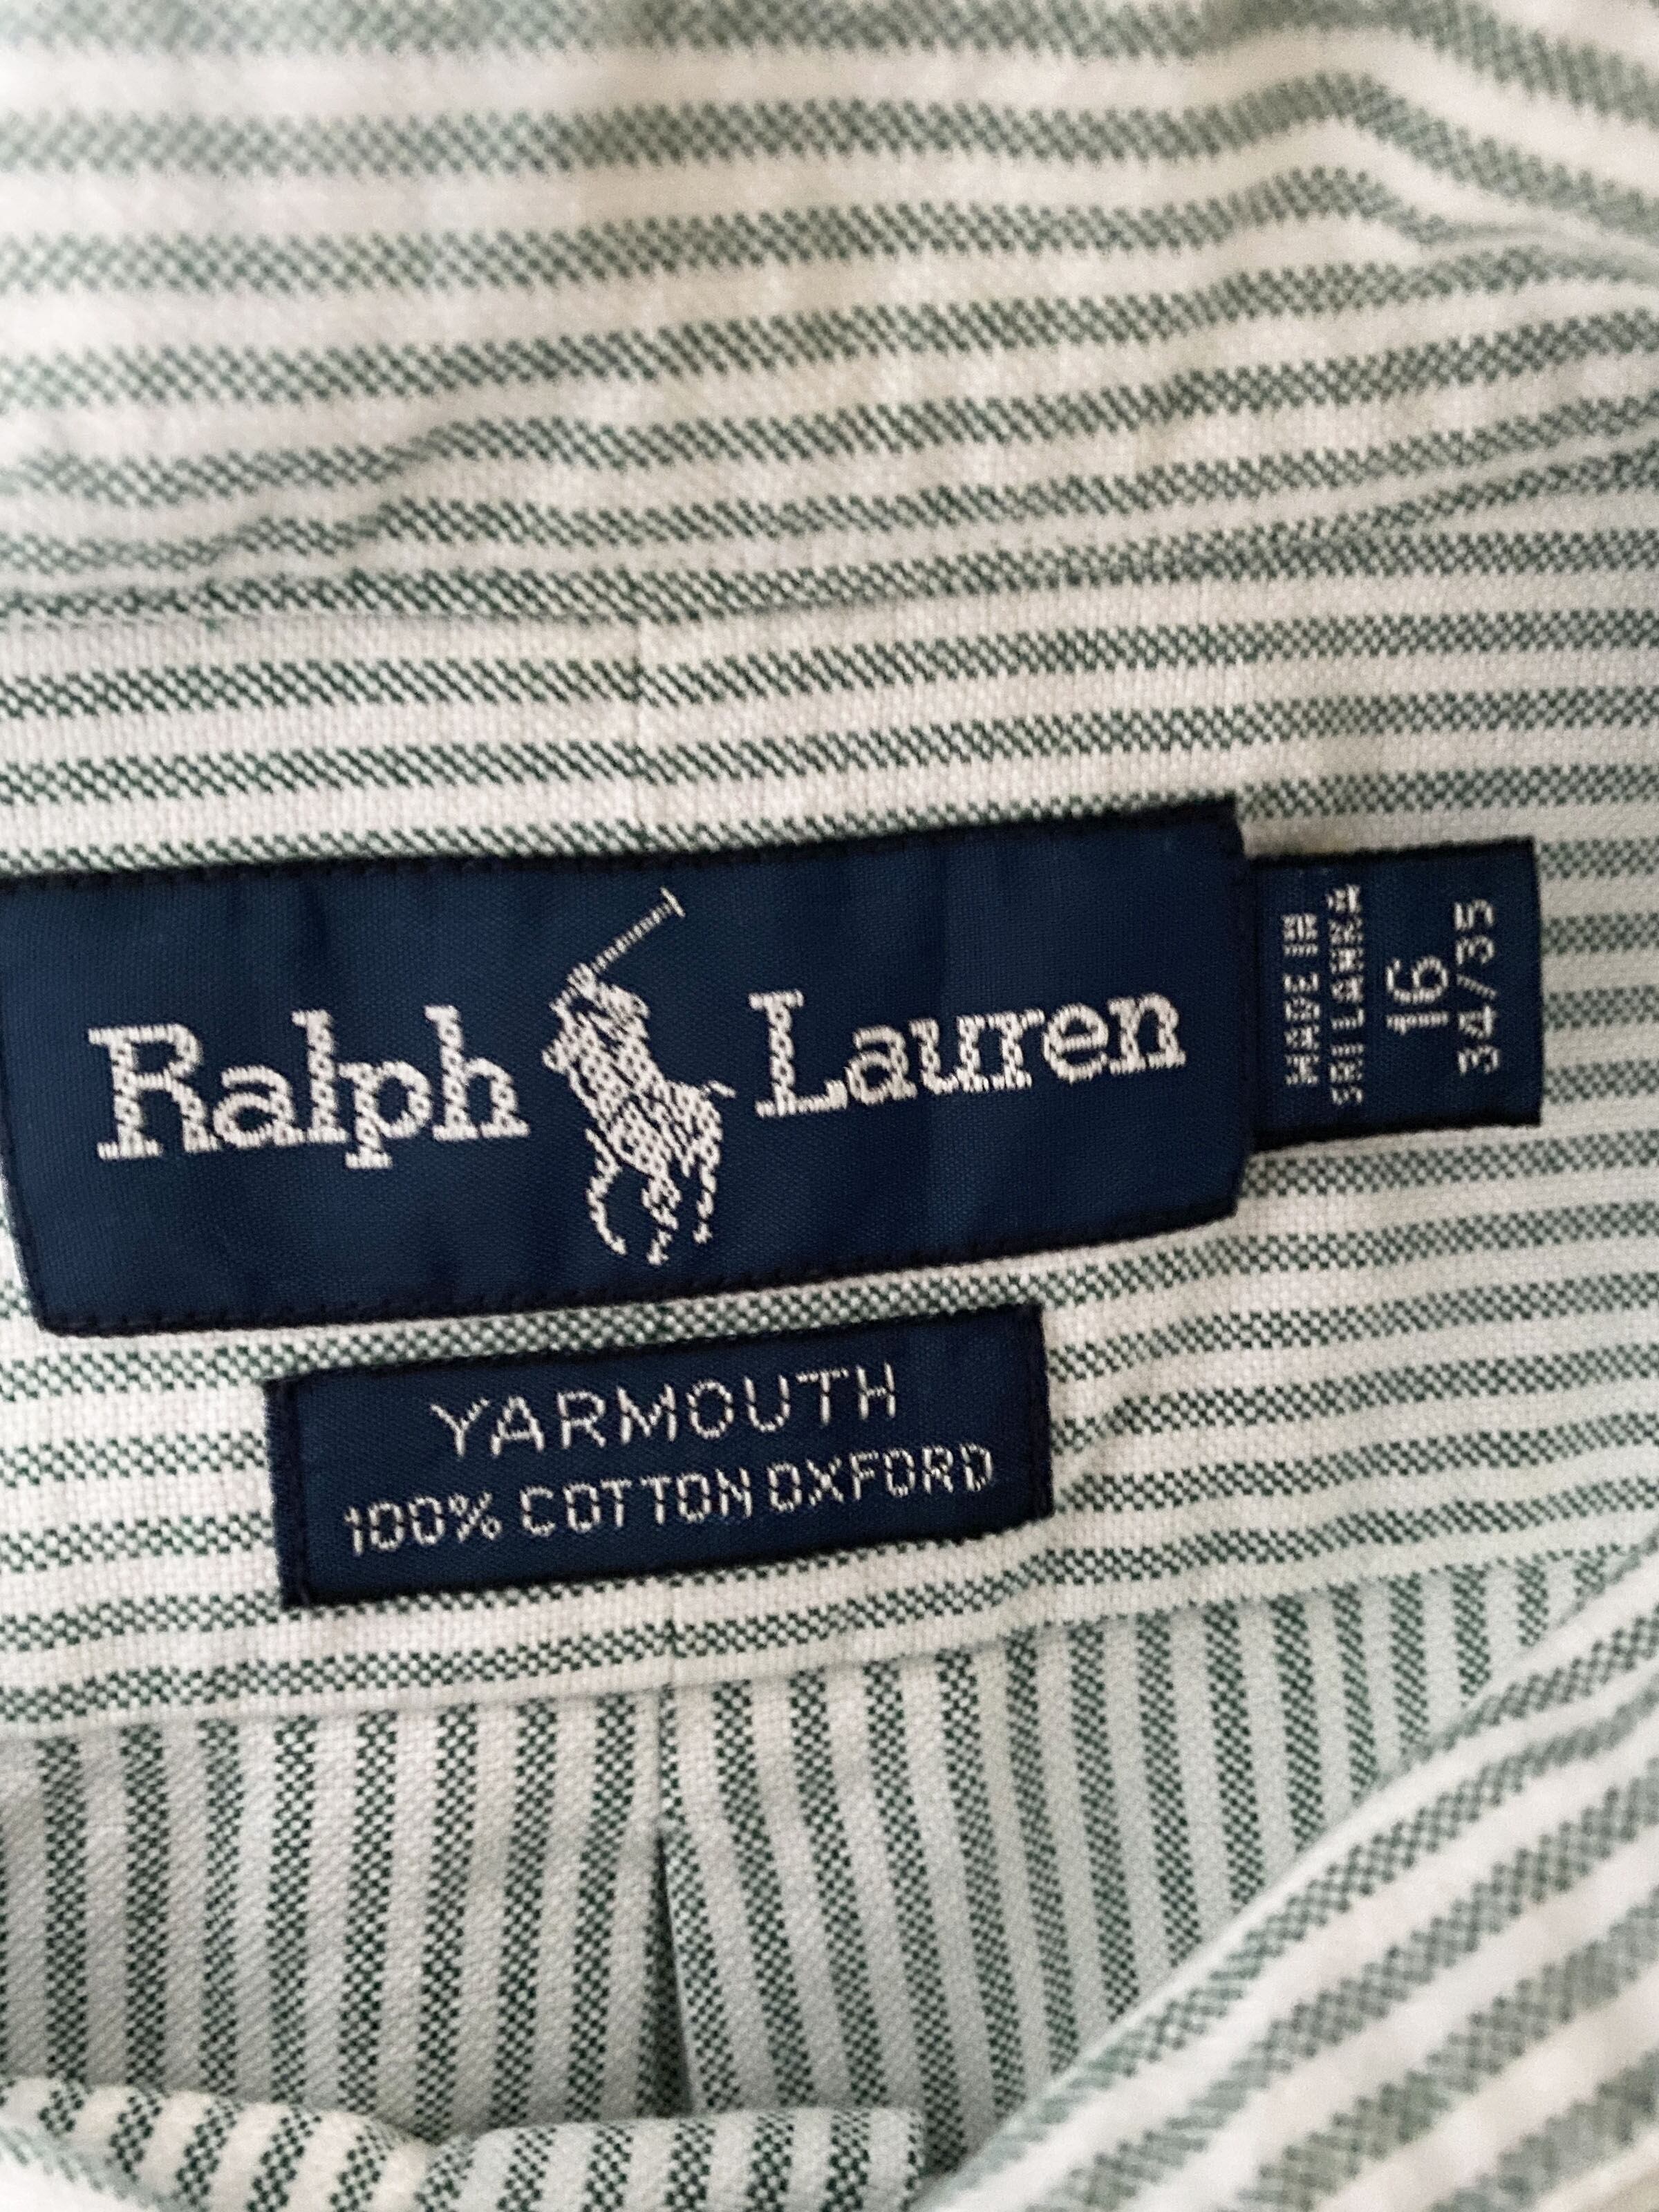 Ralph Lauren
MADE IN
SRI LANKA
16
34/35
YARMOUTH
100% COTTON OXFORD